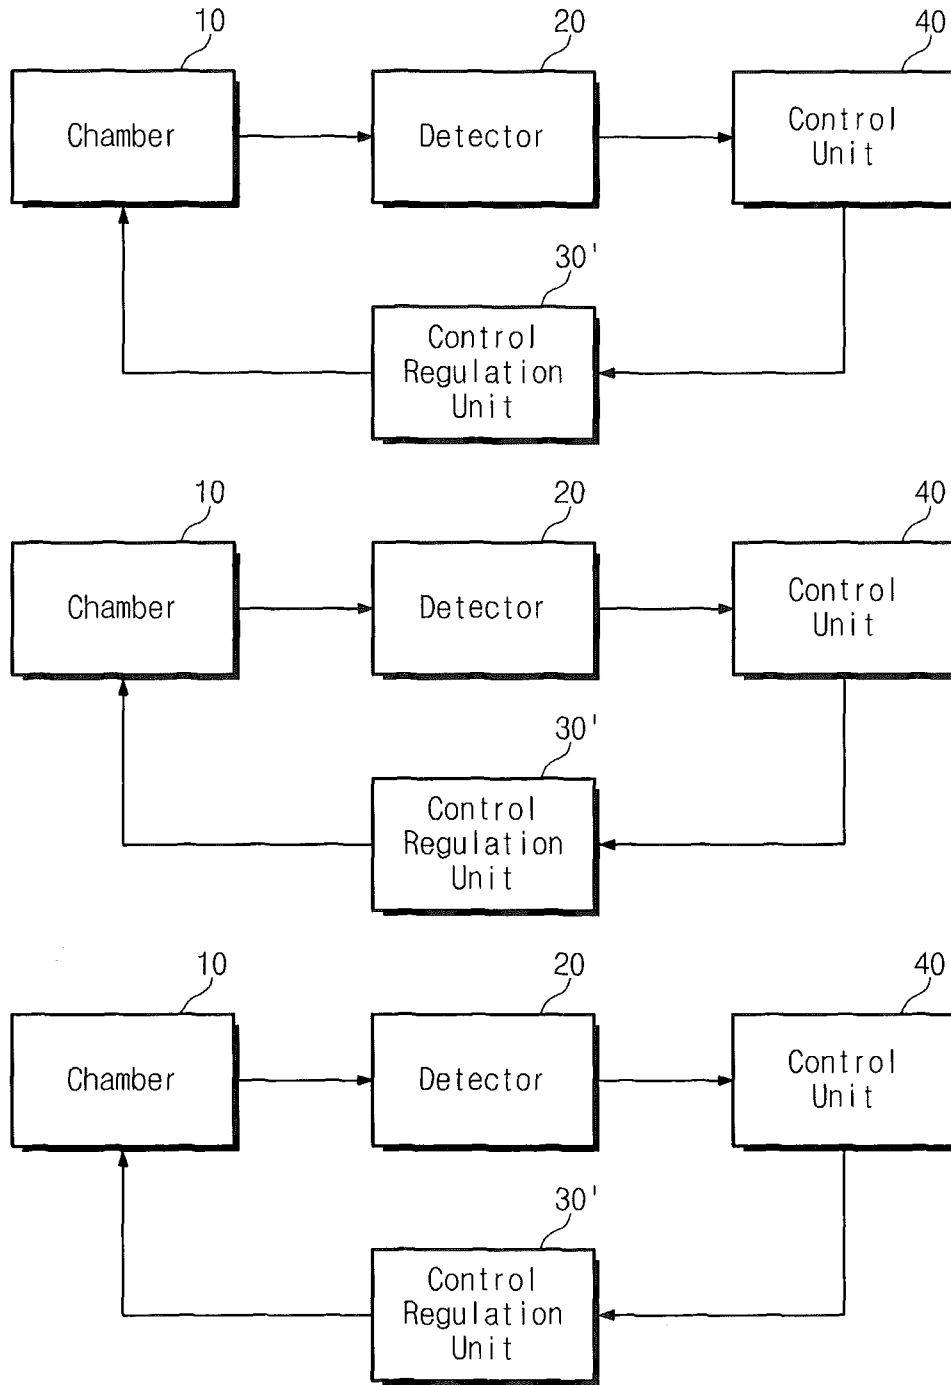 10
20
40
Chamber
Detector
Control
Unit
30'
Control
Regulation
Unit
10
20
40
Chamber
Detector
Control
Unit
30'
Control
Regulation
Unit
10
20
40
Chamber
Detector
Control
Unit
30'
Control
Regulation
Unit